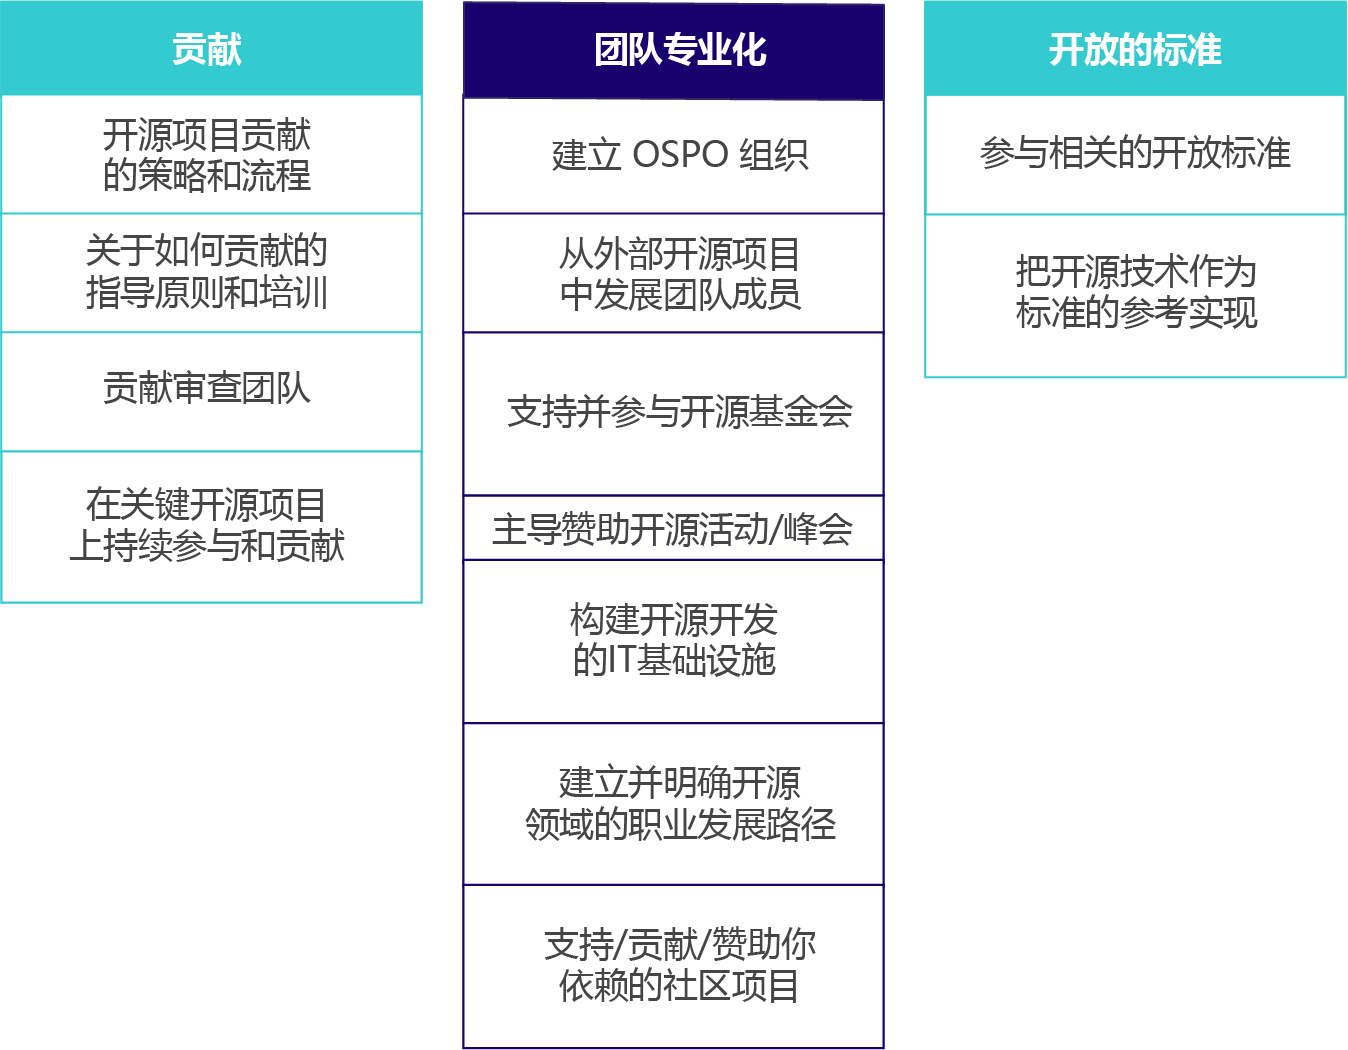 贡献
开源项目贡献
的策略和流程
关于如何贡献的
指导原则和培训
贡献审查团队
在关键开源项目
上持续参与和贡献
团队专业化
建立 OSPO 组织
从外部开源项目
中发展团队成员
支持并参与开源基金会
主导赞助开源活动/峰会
构建开源开发
的IT基础设施
建立并明确开源
领域的职业发展路径
支持/贡献/赞助你
依赖的社区项目
开放的标准
参与相关的开放标准
把开源技术作为
标准的参考实现